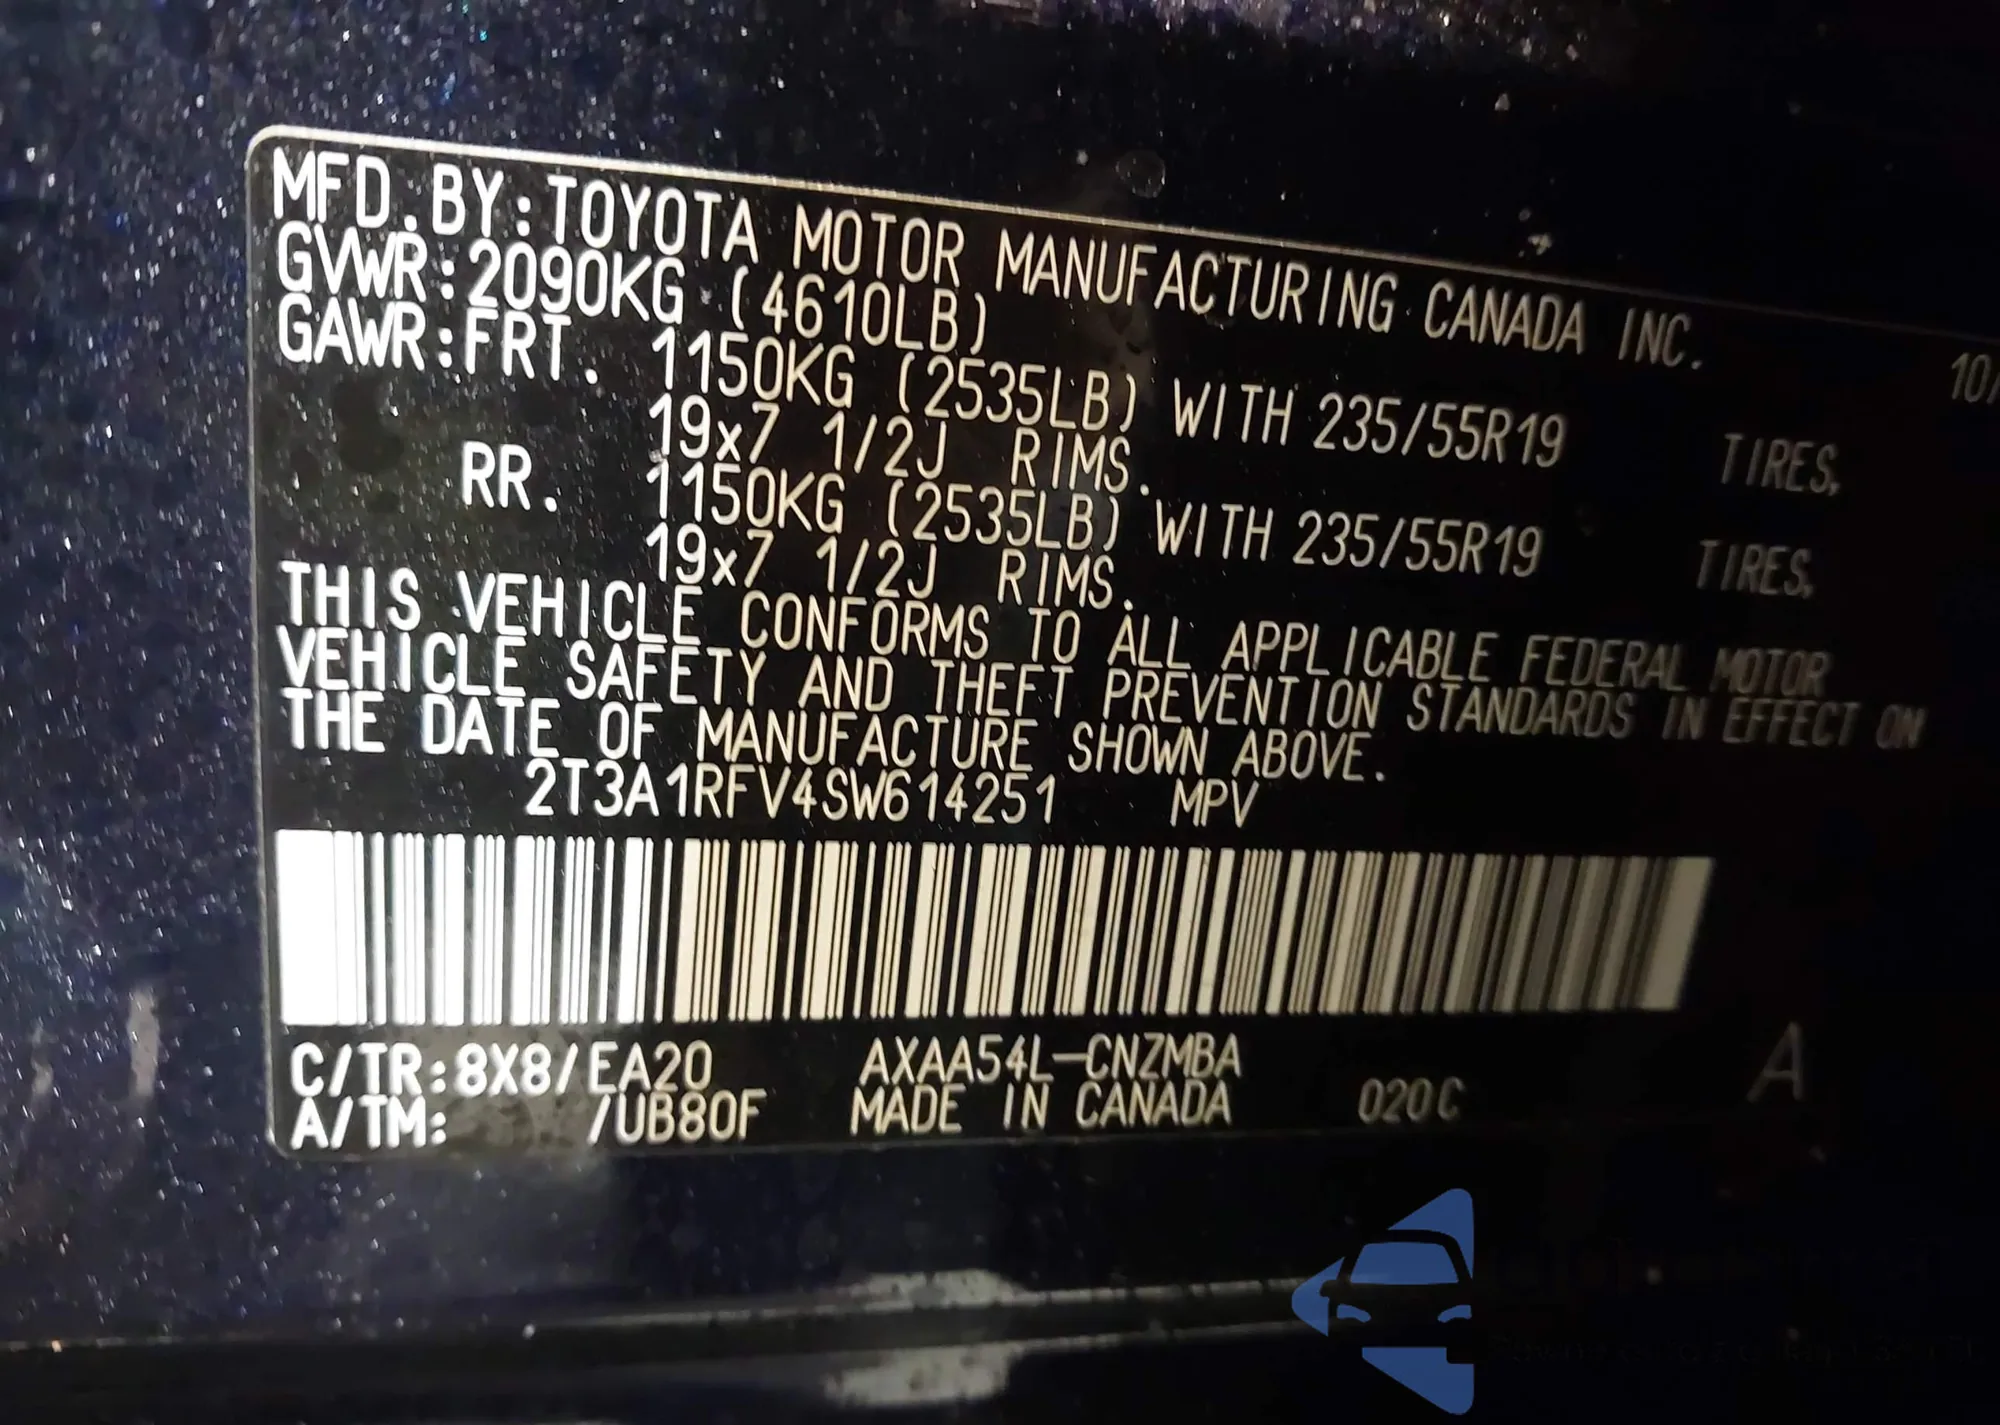 MFD.BY:TOYOTA MOTOR MANUFACTURING CANADA INC. 10/
GVWR:2090KG (4610LB)
GAWR:FRT. 1150KG (2535LB) WITH 235/55R19 TIRES,
19x7 1/2J RIMS.
RR. 1150KG (2535LB) WITH 235/55R19 TIRES,
19x7 1/2J RIMS.
THIS VEHICLE CONFORMS TO ALL APPLICABLE FEDERAL MOTOR
VEHICLE SAFETY AND THEFT PREVENTION STANDARDS IN EFFECT ON
THE DATE OF MANUFACTURE SHOWN ABOVE.
2T3A1RFV4SW614251 MPV
C/TR:8X8/EA20 AXAA54L-CNZMBA A
A/TM: /UB80F MADE IN CANADA 020C